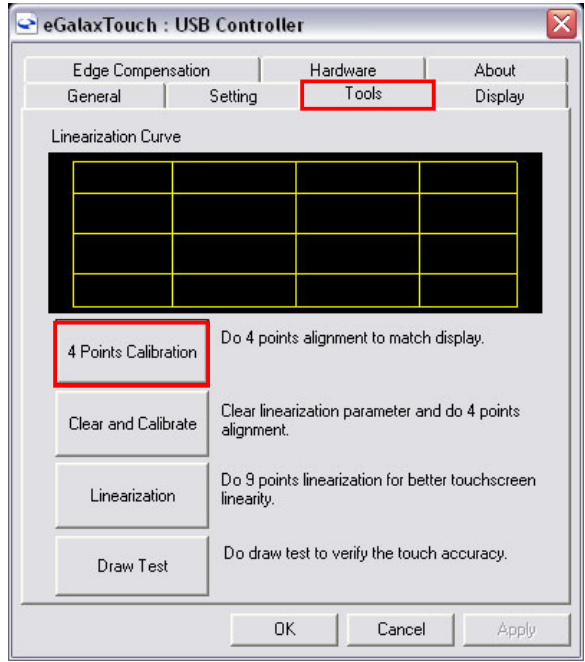 eGalaxTouch : USB Controller
Edge Compensation Hardware About
General Setting Tools Display
Linearization Curve
4 Points Calibration
Do 4 points alignment to match display.
Clear and Calibrate
Clear linearization parameter and do 4 points
alignment.
Linearization
Do 9 points linearization for better touchscreen
linearity.
Draw Test
Do draw test to verify the touch accuracy.
OK Cancel Apply